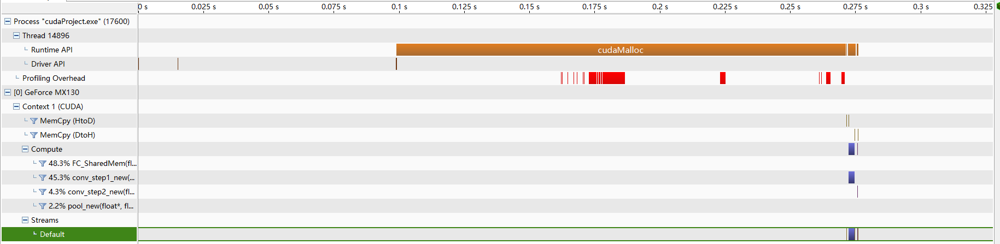 0 s 0.025 s 0.05 s 0.075 s 0.1 s 0.125 s 0.15 s 0.175 s 0.2 s 0.225 s 0.25 s 0.275 s 0.3 s 0.325
Process "cudaProject.exe" (17600)
Thread 14896
Runtime API cudaMalloc
Driver API
Profiling Overhead
[0] GeForce MX130
Context 1 (CUDA)
MemCpy (HtoD)
MemCpy (DtoH)
Compute
48.3% FC_SharedMem(fl...
45.3% conv_step1_new(...
4.3% conv_step2_new(fl...
2.2% pool_new(float*, fl...
Streams
Default